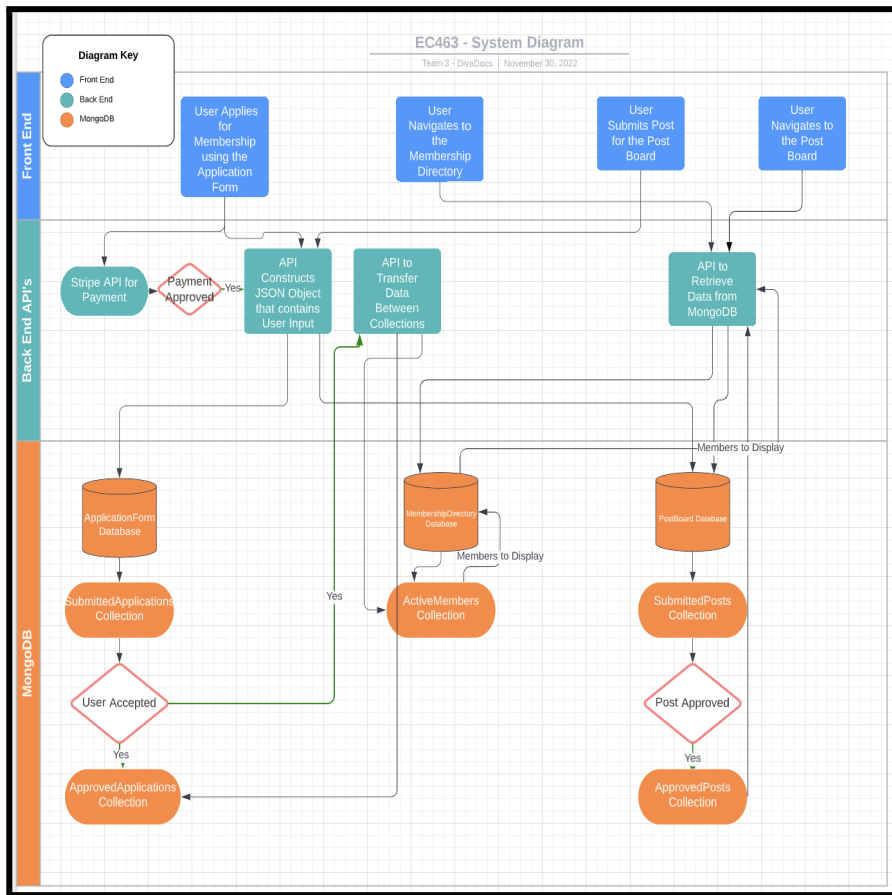 EC463 - System Diagram
Team 3 - DivaDocs | November 30, 2022
Diagram Key
Front End
Back End
MongoDB
Front End
User Applies
for
Membership
using the
Application
Form
User
Navigates to
the
Membership
Directory
User
Submits Post
for the Post
Board
User
Navigates to
the Post
Board
Back End API's
Stripe API for
Payment
Payment
Approved
Yes
API
Constructs
JSON Object
that contains
User Input
API to
Transfer
Data
Between
Collections
API to
Retrieve
Data from
MongoDB
MongoDB
Members to Display
ApplicationForm
Database
MembershipDirectory
Database
PostBoard Database
Members to Display
SubmittedApplications
Collection
Yes
ActiveMembers
Collection
SubmittedPosts
Collection
User Accepted
Post Approved
Yes
Yes
ApprovedApplications
Collection
ApprovedPosts
Collection